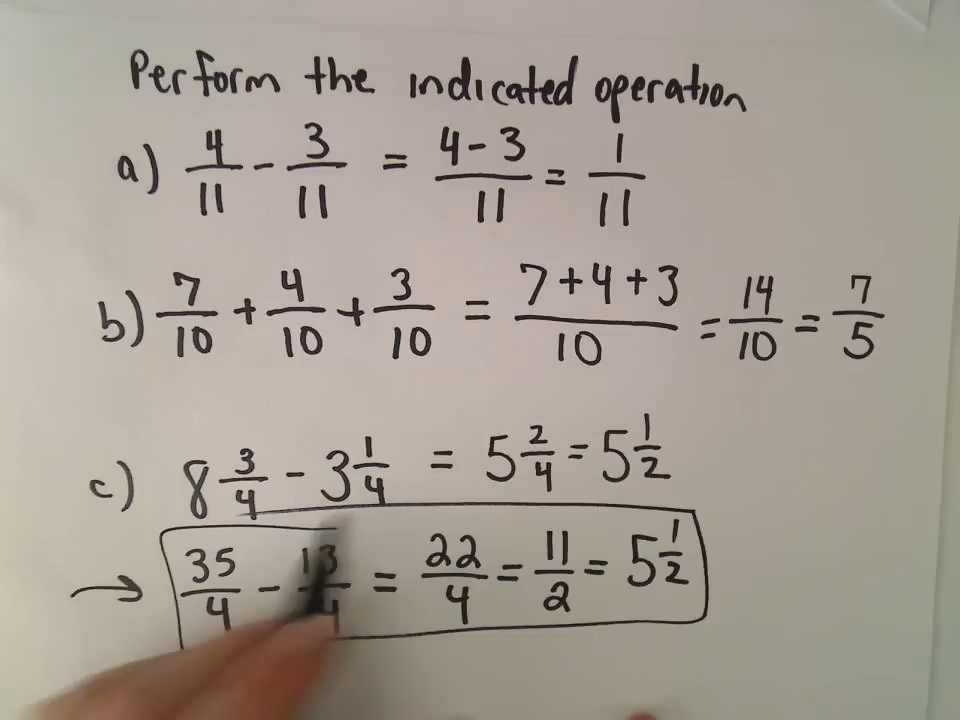 Perform the indicated operation
a) 4/11 - 3/11 = 4-3/11 = 1/11
b) 7/10 + 4/10 + 3/10 = 7+4+3/10 = 14/10 = 7/5
c) 8 3/4 - 3 1/4 = 5 2/4 = 5 1/2
→ 35/4 - 13/4 = 22/4 = 11/2 = 5 1/2